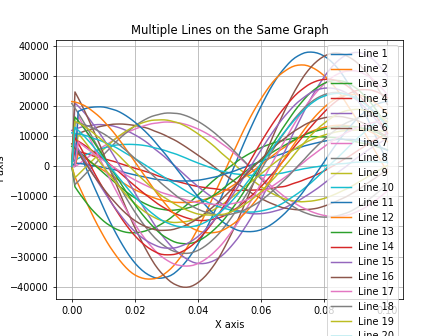 Multiple Lines on the Same Graph
40000
30000
20000
10000
0
−10000
−20000
−30000
−40000
0.00
0.02
0.04
0.06
X axis
Line 1
Line 2
Line 3
Line 4
Line 5
Line 6
Line 7
Line 8
Line 9
Line 10
Line 11
Line 12
Line 13
Line 14
Line 15
Line 16
Line 17
Line 18
Line 19
Line 20